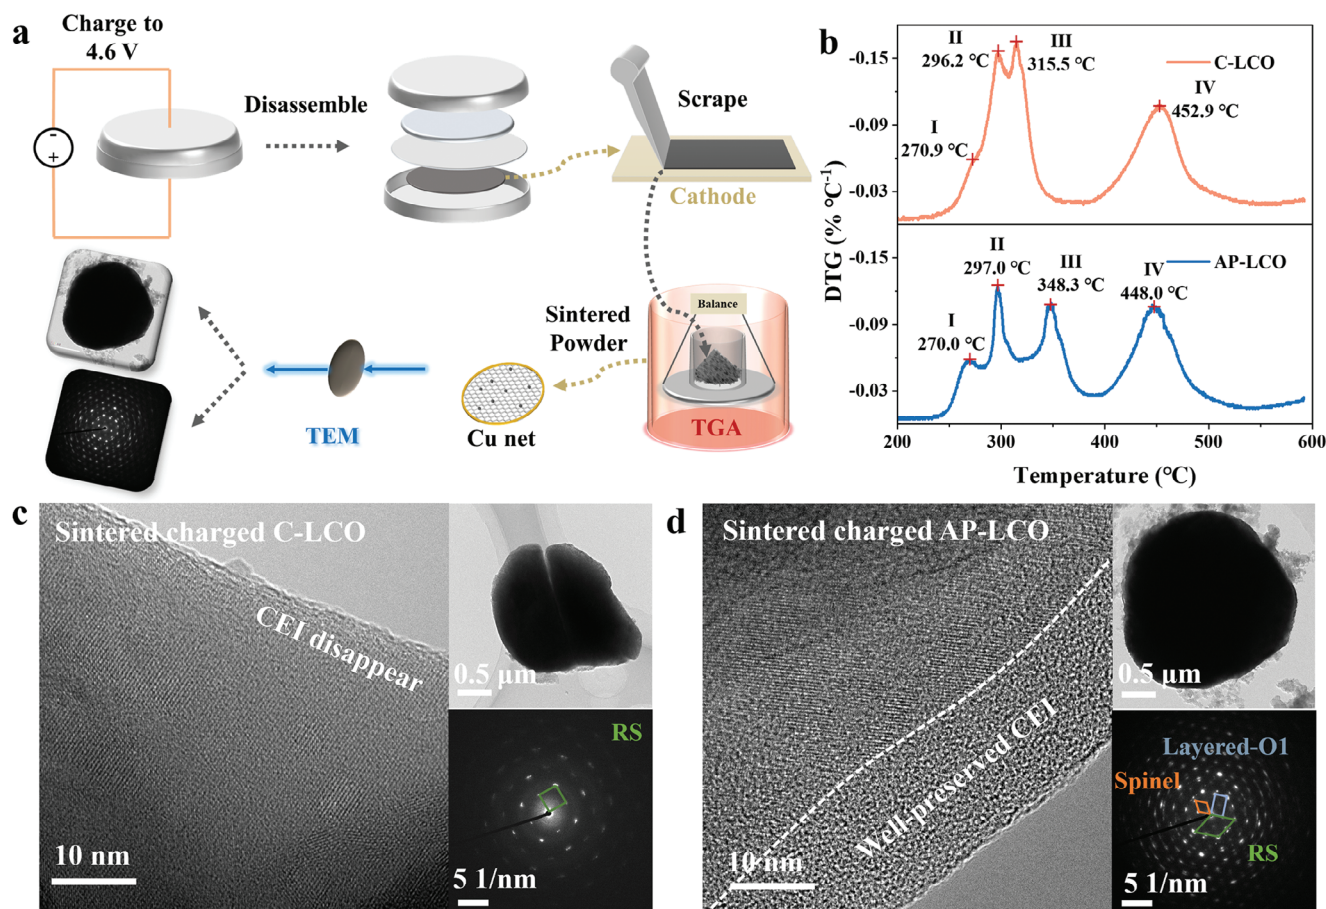 a
Charge to
4.6 V
-
+
Disassemble
Scrape
Cathode
Balance
Sintered
Powder
TGA
Cu net
TEM
b
DTG (% ℃-1)
-0.15
-0.09
-0.03
I
270.9 ℃
II
296.2 ℃
III
315.5 ℃
IV
452.9 ℃
C-LCO
-0.15
-0.09
-0.03
I
270.0 ℃
II
297.0 ℃
III
348.3 ℃
IV
448.0 ℃
AP-LCO
200
300
400
500
600
Temperature (℃)
c
Sintered charged C-LCO
CEI disappear
10 nm
0.5 μm
RS
5 1/nm
d
Sintered charged AP-LCO
Well-preserved CEI
10 nm
0.5 μm
Layered-O1
Spinel
RS
5 1/nm